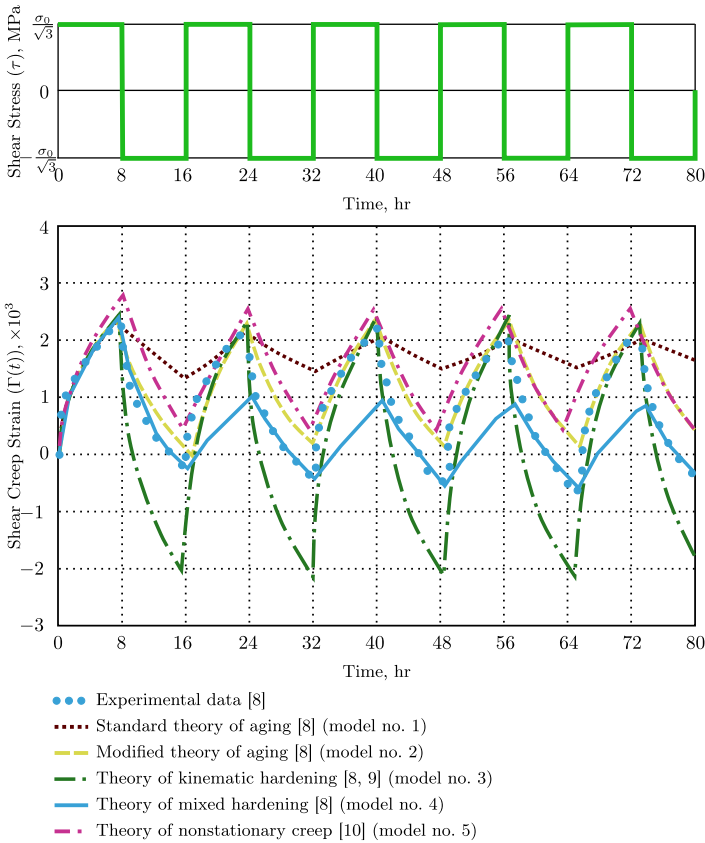 Shear Stress (τ), MPa
σ₀/√3
0
−σ₀/√3
0 8 16 24 32 40 48 56 64 72 80
Time, hr
Shear Creep Strain (Γ(t)), ×10³
4
3
2
1
0
−1
−2
−3
0 8 16 24 32 40 48 56 64 72 80
Time, hr
Experimental data [8]
Standard theory of aging [8] (model no. 1)
Modified theory of aging [8] (model no. 2)
Theory of kinematic hardening [8, 9] (model no. 3)
Theory of mixed hardening [8] (model no. 4)
Theory of nonstationary creep [10] (model no. 5)